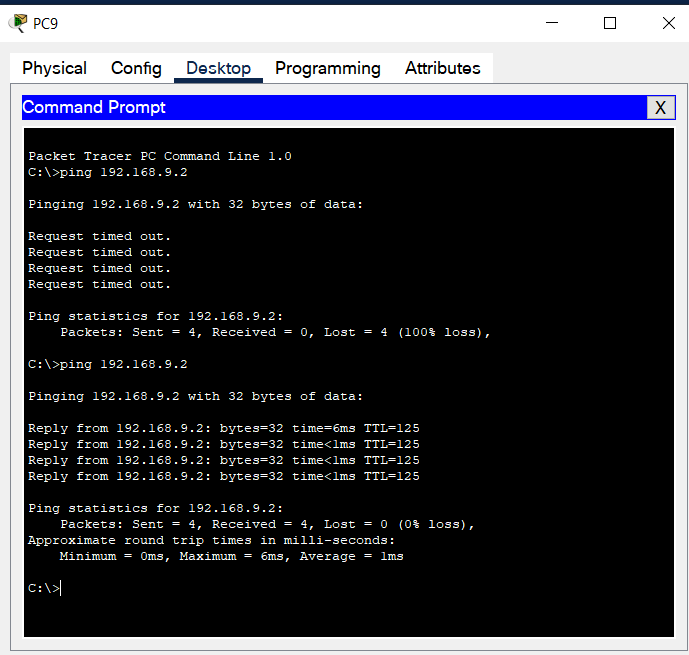 PC9
Physical Config Desktop Programming Attributes
Command Prompt
X
Packet Tracer PC Command Line 1.0
C:\>ping 192.168.9.2
Pinging 192.168.9.2 with 32 bytes of data:
Request timed out.
Request timed out.
Request timed out.
Request timed out.
Ping statistics for 192.168.9.2:
    Packets: Sent = 4, Received = 0, Lost = 4 (100% loss),
C:\>ping 192.168.9.2
Pinging 192.168.9.2 with 32 bytes of data:
Reply from 192.168.9.2: bytes=32 time=6ms TTL=125
Reply from 192.168.9.2: bytes=32 time<1ms TTL=125
Reply from 192.168.9.2: bytes=32 time<1ms TTL=125
Reply from 192.168.9.2: bytes=32 time<1ms TTL=125
Ping statistics for 192.168.9.2:
    Packets: Sent = 4, Received = 4, Lost = 0 (0% loss),
Approximate round trip times in milli-seconds:
    Minimum = 0ms, Maximum = 6ms, Average = 1ms
C:\>